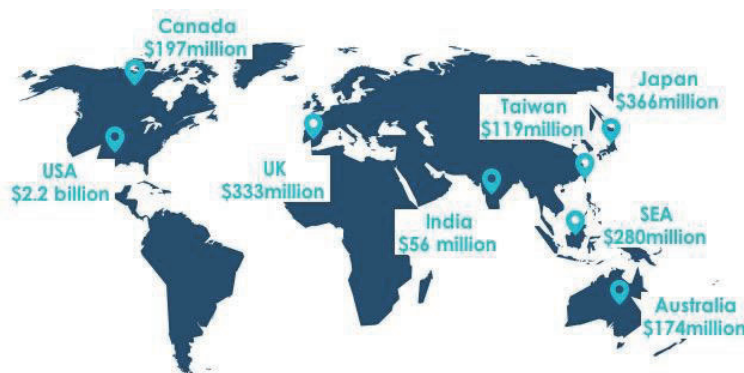 Canada
$197million
Japan
$366million
Taiwan
$119million
USA
$2.2 billion
UK
$333million
India
$56 million
SEA
$280million
Australia
$174million